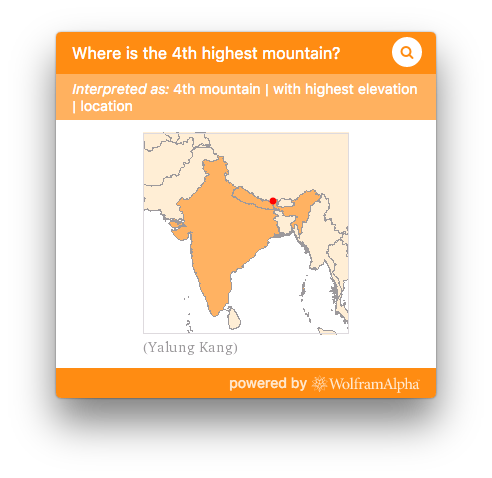 Where is the 4th highest mountain?
Interpreted as: 4th mountain | with highest elevation
| location
(Yalung Kang)
powered by WolframAlpha